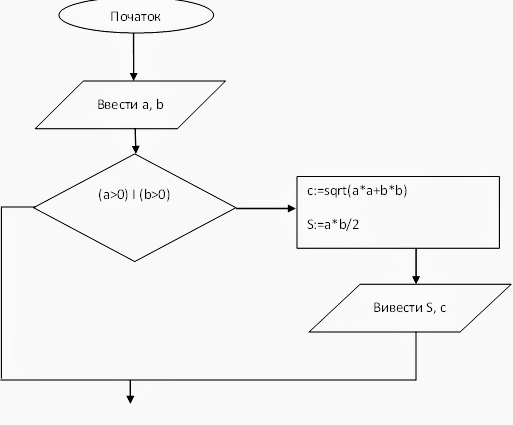 Початок
Ввести a, b
(a>0) І (b>0)
c:=sqrt(a*a+b*b)
S:=a*b/2
Вивести S, c